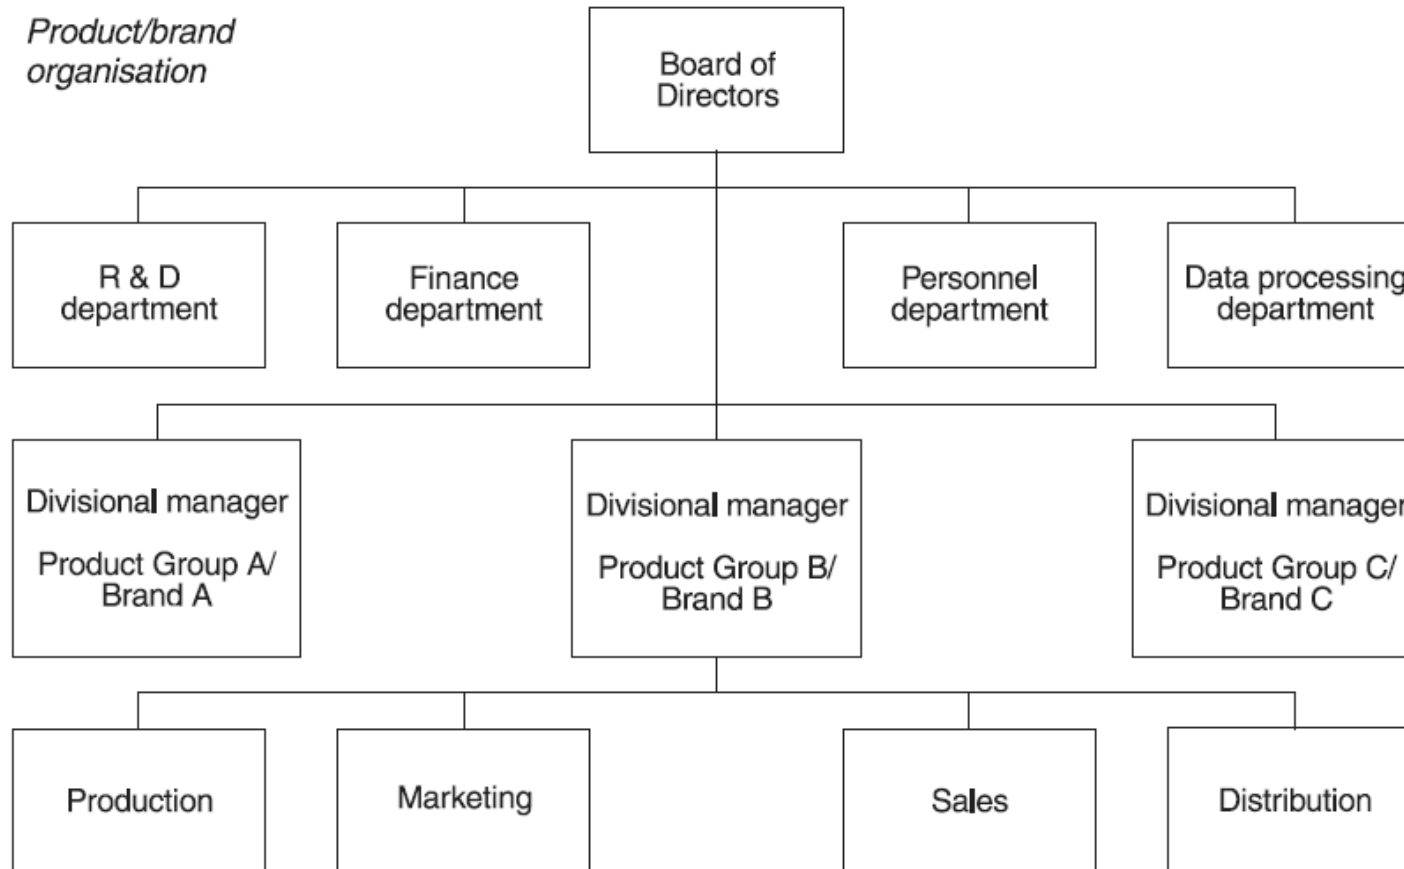 Product/brand
organisation
Board of
Directors
R & D
department
Finance
department
Personnel
department
Data processing
department
Divisional manager
Product Group A/
Brand A
Divisional manager
Product Group B/
Brand B
Divisional manager
Product Group C/
Brand C
Production
Marketing
Sales
Distribution